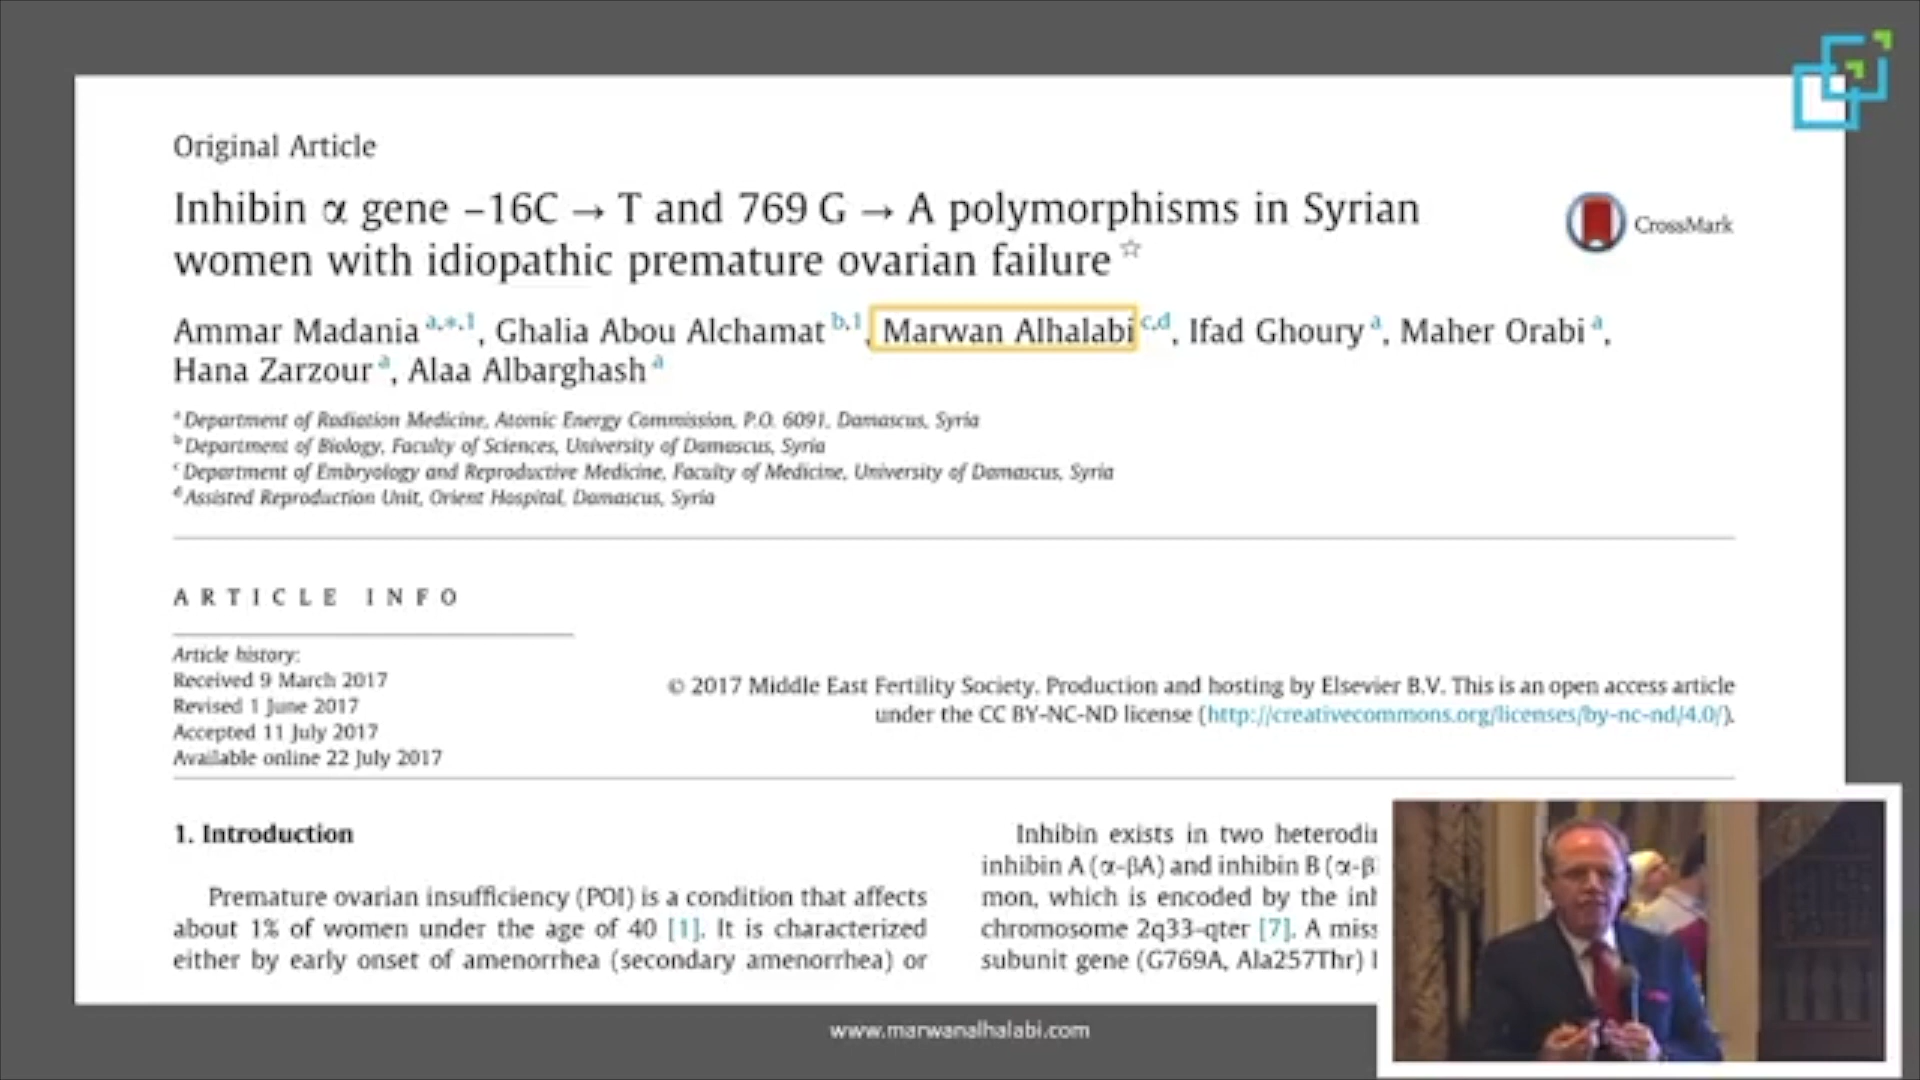 Original Article
Inhibin α gene −16C → T and 769 G → A polymorphisms in Syrian
women with idiopathic premature ovarian failure ☆
CrossMark
Ammar Madania a,*,1, Ghalia Abou Alchamat b,1, Marwan Alhalabi c,d, Ifad Ghoury a, Maher Orabi a,
Hana Zarzour a, Alaa Albarghash a
a Department of Radiation Medicine, Atomic Energy Commission, P.O. 6091, Damascus, Syria
b Department of Biology, Faculty of Sciences, University of Damascus, Syria
c Department of Embryology and Reproductive Medicine, Faculty of Medicine, University of Damascus, Syria
d Assisted Reproduction Unit, Orient Hospital, Damascus, Syria
ARTICLE INFO
Article history:
Received 9 March 2017
Revised 1 June 2017
Accepted 11 July 2017
Available online 22 July 2017
© 2017 Middle East Fertility Society. Production and hosting by Elsevier B.V. This is an open access article
under the CC BY-NC-ND license (http://creativecommons.org/licenses/by-nc-nd/4.0/).
1. Introduction
Premature ovarian insufficiency (POI) is a condition that affects
about 1% of women under the age of 40 [1]. It is characterized
either by early onset of amenorrhea (secondary amenorrhea) or
Inhibin exists in two
inhibin A (α-βA) and inhibin B
mon, which is encoded by the
chromosome 2q33-qter [7]. A
subunit gene (G769A, Ala257Thr)
www.marwanalhalabi.com